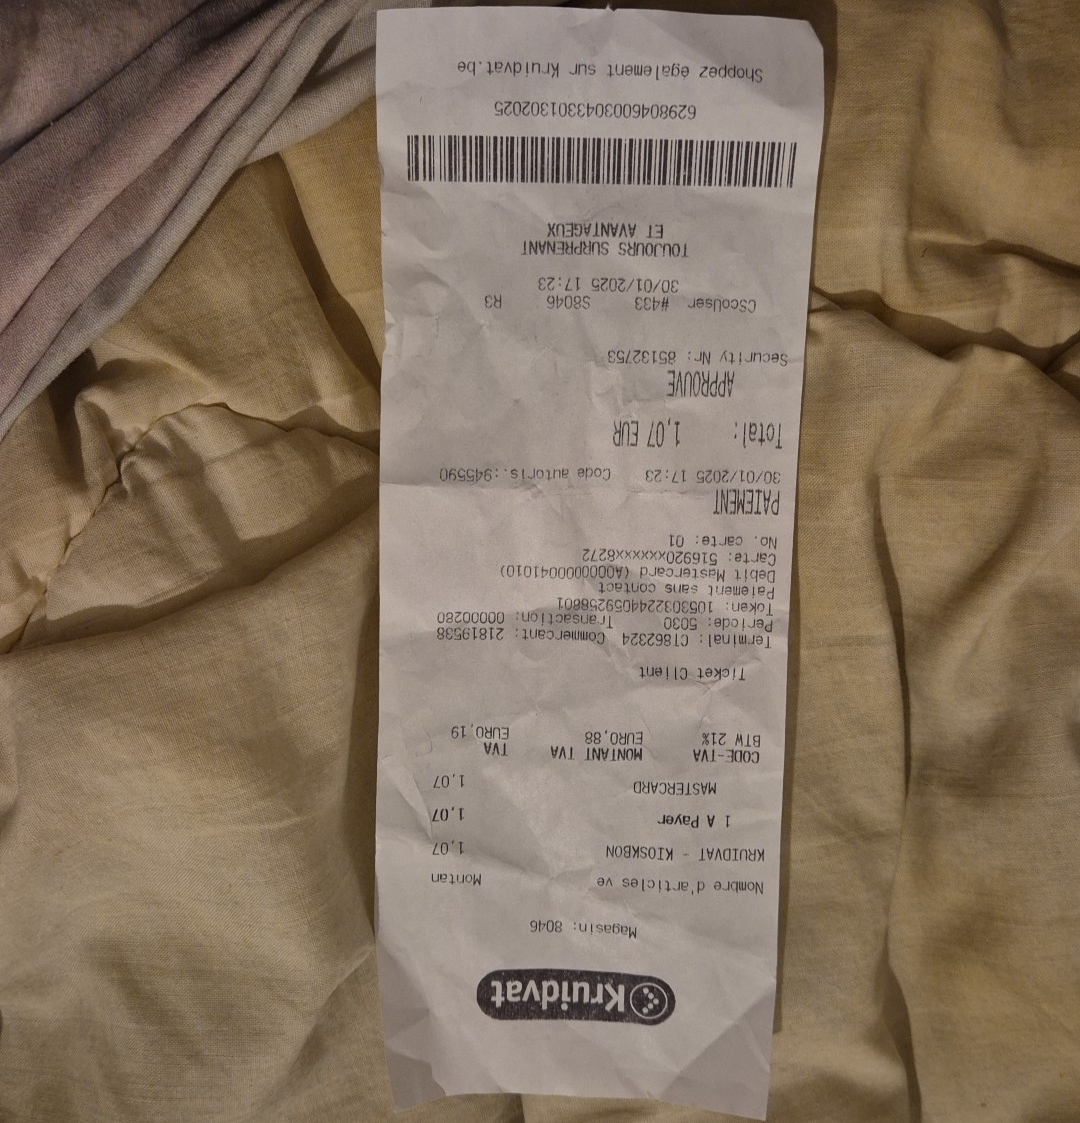 Kruidvat
Magasin: 8046
Nombre d'articles ve Montan
KRUIDVAT - KIOSKBON 1,07
1 A Payer 1,07
MASTERCARD 1,07
CODE-TVA MONTANT TVA TVA
BTW 21% EUR0,88 EUR0,19
Ticket Client
Terminal: CT862324 Commercant: 21819538
Periode: 5030 Transaction: 00000280
Token: 1053032244059258801
Paiement sans contact
Debit Mastercard (A0000000041010)
Carte: 516920xxxxxxx8272
No. carte: 01
PAIEMENT
30/01/2025 17:23 Code autoris.:945590
Total: 1,07 EUR
APPROUVE
Security Nr: 85132753
CScoUser #433 S8046 R3
30/01/2025 17:23
TOUJOURS SURPRENANT
ET AVANTAGEUX
6298046003043301302025
Shoppez également sur Kruidvat.be